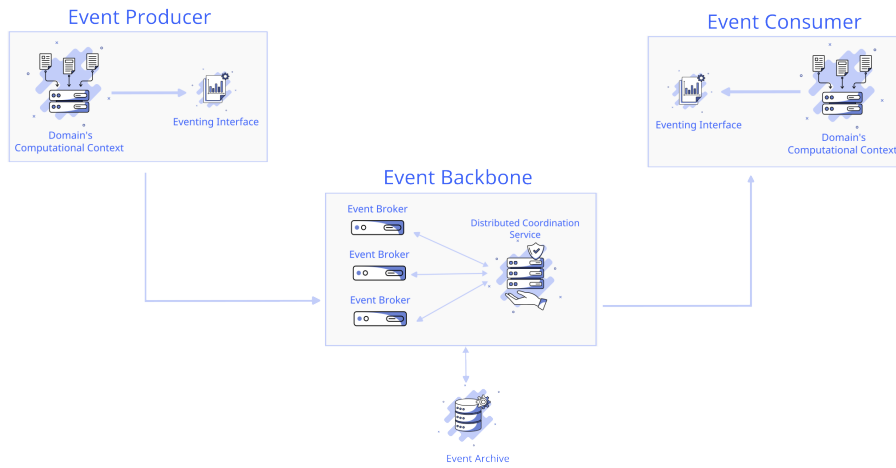 Event Producer
Domain's
Computational Context
Eventing Interface
Event Consumer
Eventing Interface
Domain's
Computational Context
Event Backbone
Event Broker
Event Broker
Event Broker
Distributed Coordination
Service
Event Archive